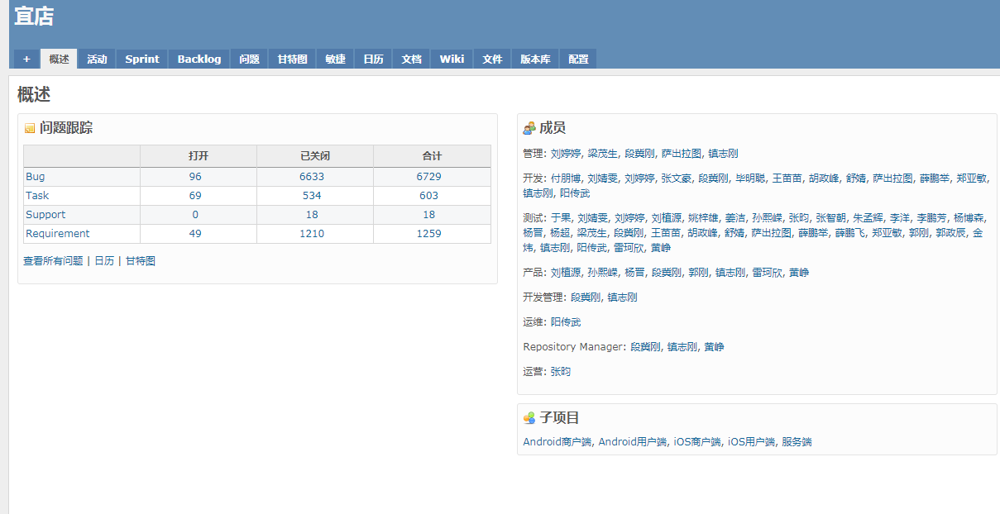 宜店
+ 概述 活动 Sprint Backlog 问题 甘特图 敏捷 日历 文档 Wiki 文件 版本库 配置
概述
问题跟踪
打开 已关闭 合计
Bug 96 6633 6729
Task 69 534 603
Support 0 18 18
Requirement 49 1210 1259
查看所有问题 | 日历 | 甘特图
成员
管理: 刘婷婷, 梁茂生, 段冀刚, 萨出拉图, 镇志刚
开发: 付朋博, 刘婧雯, 刘婷婷, 张文豪, 段冀刚, 毕明聪, 王苗苗, 胡政峰, 舒婧, 萨出拉图, 薛鹏举, 郑亚敏,
镇志刚, 阳传武
测试: 于果, 刘婧雯, 刘婷婷, 刘植源, 姚梓雄, 姜洁, 孙熙嵘, 张昀, 张智朝, 朱孟辉, 李洋, 李鹏芳, 杨博森,
杨晋, 杨超, 梁茂生, 段冀刚, 王苗苗, 胡政峰, 舒婧, 萨出拉图, 薛鹏举, 薛鹏飞, 郑亚敏, 郭刚, 郭政辰, 金
炜, 镇志刚, 阳传武, 雷珂欣, 黄峥
产品: 刘植源, 孙熙嵘, 杨晋, 段冀刚, 郭刚, 镇志刚, 雷珂欣, 黄峥
开发管理: 段冀刚, 镇志刚
运维: 阳传武
Repository Manager: 段冀刚, 镇志刚, 黄峥
运营: 张昀
子项目
Android商户端, Android用户端, iOS商户端, iOS用户端, 服务端